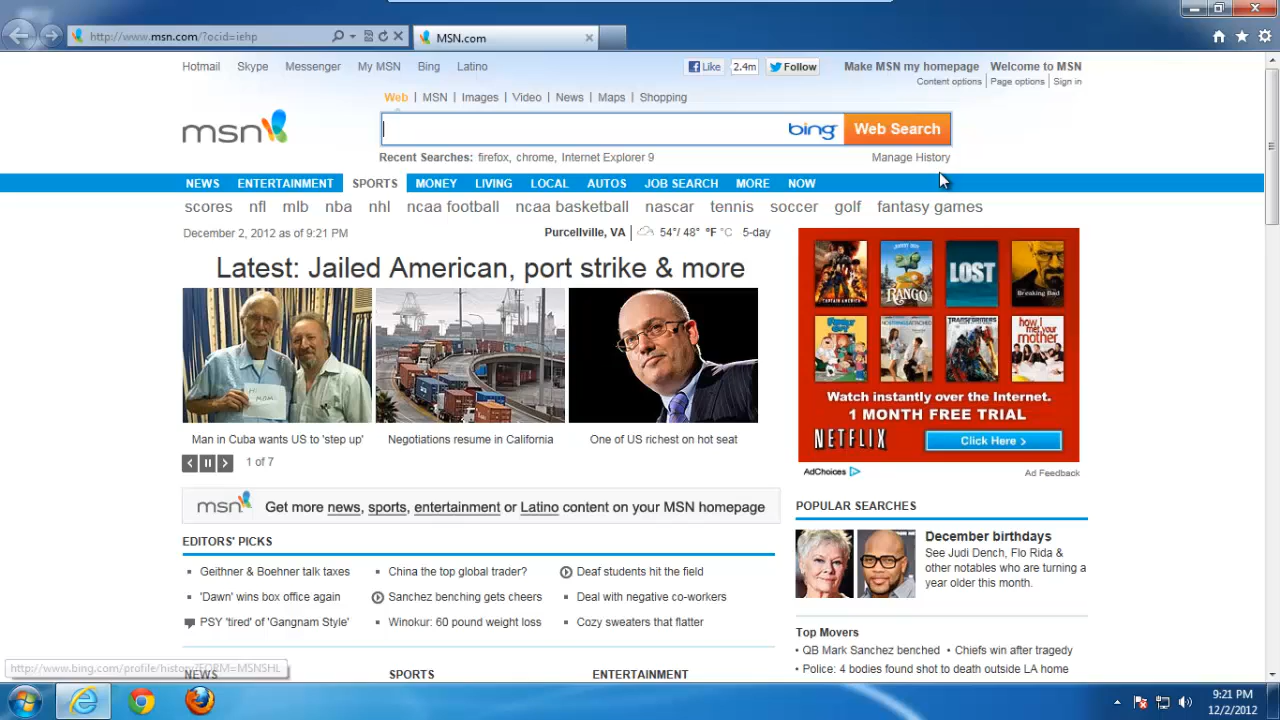 http://www.msn.com/?ocid=iehp
MSN.com
Hotmail Skype Messenger My MSN Bing Latino
Like 2.4m Follow
Make MSN my homepage Welcome to MSN
Content options Page options Sign in
Web MSN Images Video News Maps Shopping
msn
bing Web Search
Recent Searches: firefox, chrome, Internet Explorer 9
Manage History
NEWS ENTERTAINMENT SPORTS MONEY LIVING LOCAL AUTOS JOB SEARCH MORE NOW
scores nfl mlb nba nhl ncaa football ncaa basketball nascar tennis soccer golf fantasy games
December 2, 2012 as of 9:21 PM
Purcellville, VA 54°/ 48° °F °C 5-day
Latest: Jailed American, port strike & more
HI MOM.
Man in Cuba wants US to 'step up'
Negotiations resume in California
One of US richest on hot seat
1 of 7
CAPTAIN AMERICA
RANGO
LOST
Breaking Bad
FAMILY GUY
TRANSFORMERS
how i met your mother
Watch instantly over the Internet.
1 MONTH FREE TRIAL
NETFLIX Click Here >
AdChoices
Ad Feedback
msn Get more news, sports, entertainment or Latino content on your MSN homepage
EDITORS' PICKS
Geithner & Boehner talk taxes
'Dawn' wins box office again
PSY 'tired' of 'Gangnam Style'
China the top global trader?
Sanchez benching gets cheers
Winokur: 60 pound weight loss
Deaf students hit the field
Deal with negative co-workers
Cozy sweaters that flatter
POPULAR SEARCHES
December birthdays
See Judi Dench, Flo Rida &
other notables who are turning a
year older this month.
Top Movers
QB Mark Sanchez benched
Chiefs win after tragedy
Police: 4 bodies found shot to death outside LA home
http://www.bing.com/profile/history?FORM=MSNSHL
NEWS
SPORTS
ENTERTAINMENT
9:21 PM
12/2/2012